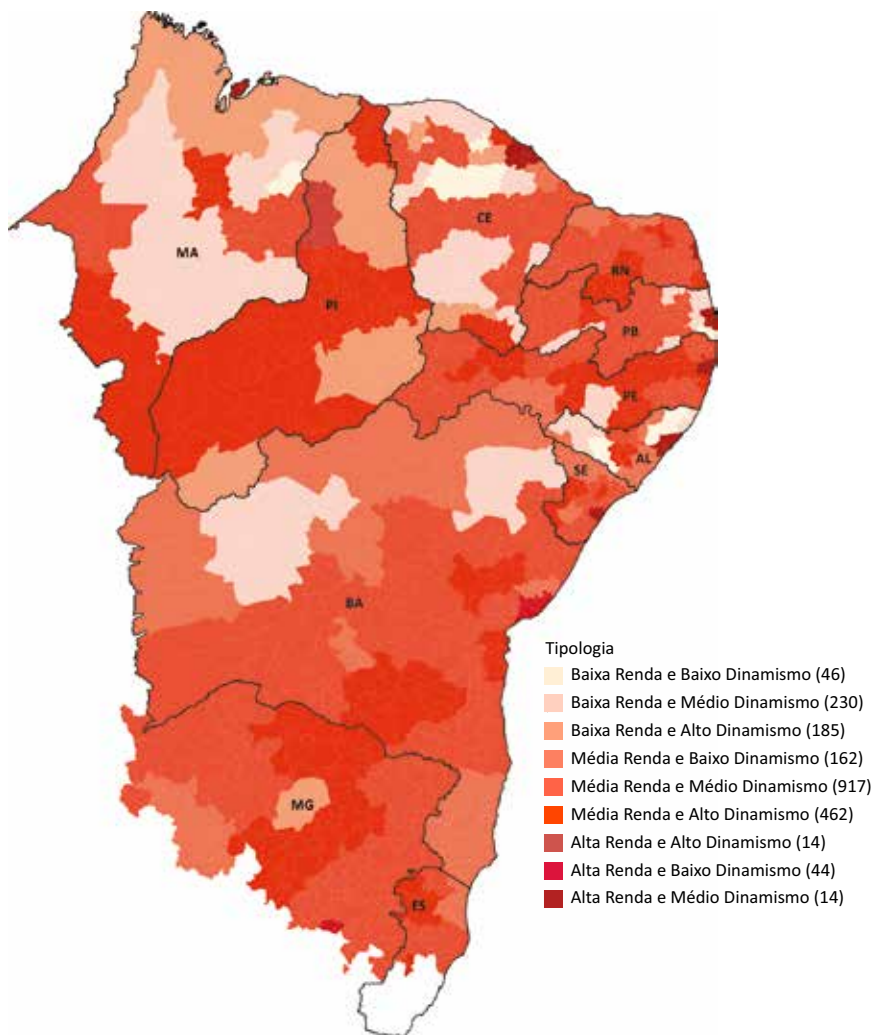 MA
PI
CE
RN
PB
PE
AL
SE
BA
MG
ES
Tipologia
Baixa Renda e Baixo Dinamismo (46)
Baixa Renda e Médio Dinamismo (230)
Baixa Renda e Alto Dinamismo (185)
Média Renda e Baixo Dinamismo (162)
Média Renda e Médio Dinamismo (917)
Média Renda e Alto Dinamismo (462)
Alta Renda e Alto Dinamismo (14)
Alta Renda e Baixo Dinamismo (44)
Alta Renda e Médio Dinamismo (14)